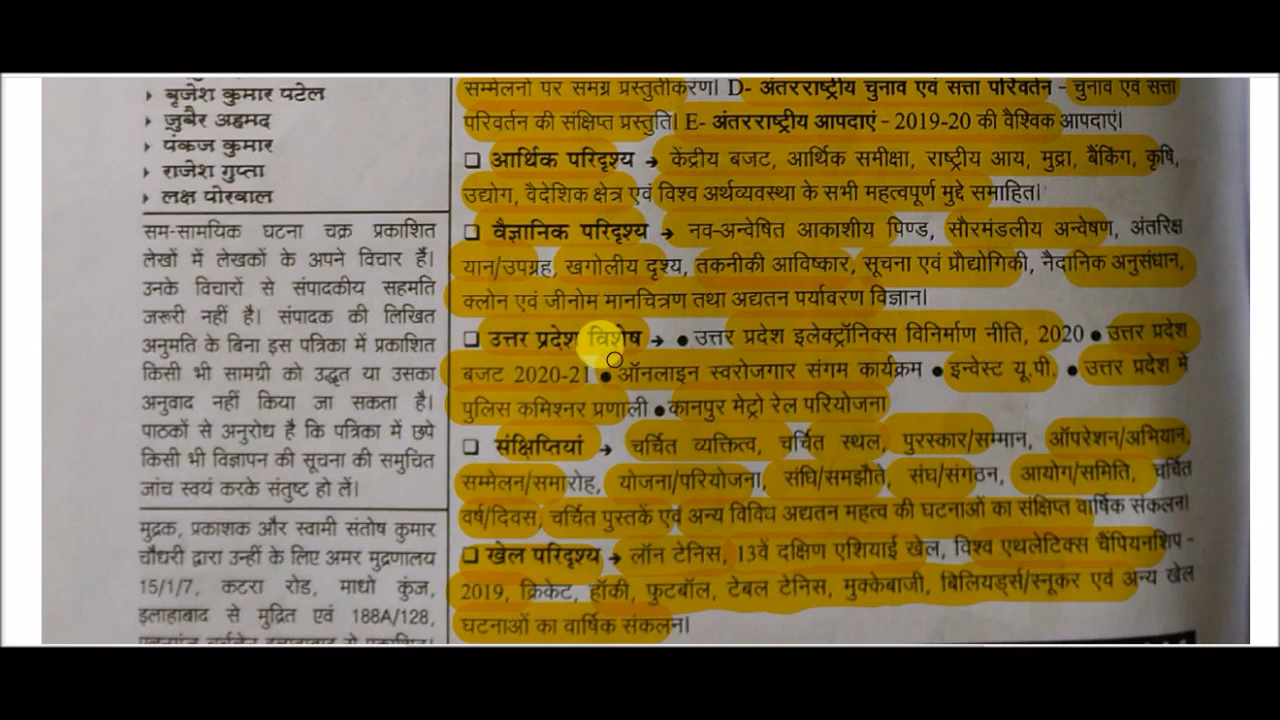 › बृजेश कुमार पटेल
› जुबैर अहमद
› पंकज कुमार
› राजेश गुप्ता
› लक्ष पोरवाल
सम-सामयिक घटना चक्र प्रकाशित
लेखों में लेखकों के अपने विचार हैं।
उनके विचारों से संपादकीय सहमति
जरूरी नहीं है। संपादक की लिखित
अनुमति के बिना इस पत्रिका में प्रकाशित
किसी भी सामग्री को उद्धृत या उसका
अनुवाद नहीं किया जा सकता है।
पाठकों से अनुरोध है कि पत्रिका में छपे
किसी भी विज्ञापन की सूचना की समुचित
जांच स्वयं करके संतुष्ट हो लें।
मुद्रक, प्रकाशक और स्वामी संतोष कुमार
चौधरी द्वारा उन्हीं के लिए अमर मुद्रणालय
15/1/7, कटरा रोड, माधो कुंज,
इलाहाबाद से मुद्रित एवं 188A/128,
सम्मेलनों पर समग्र प्रस्तुतीकरण। D- अंतरराष्ट्रीय चुनाव एवं सत्ता परिवर्तन - चुनाव एवं सत्ता
परिवर्तन की संक्षिप्त प्रस्तुति। E- अंतरराष्ट्रीय आपदाएं - 2019-20 की वैश्विक आपदाएं।
❑ आर्थिक परिदृश्य → केंद्रीय बजट, आर्थिक समीक्षा, राष्ट्रीय आय, मुद्रा, बैंकिंग, कृषि,
उद्योग, वैदेशिक क्षेत्र एवं विश्व अर्थव्यवस्था के सभी महत्वपूर्ण मुद्दे समाहित।
❑ वैज्ञानिक परिदृश्य → नव-अन्वेषित आकाशीय पिण्ड, सौरमंडलीय अन्वेषण, अंतरिक्ष
यान/उपग्रह, खगोलीय दृश्य, तकनीकी आविष्कार, सूचना एवं प्रौद्योगिकी, नैदानिक अनुसंधान,
क्लोन एवं जीनोम मानचित्रण तथा अद्यतन पर्यावरण विज्ञान।
❑ उत्तर प्रदेश विशेष → ● उत्तर प्रदेश इलेक्ट्रॉनिक्स विनिर्माण नीति, 2020 ● उत्तर प्रदेश
बजट 2020-21 ● ऑनलाइन स्वरोजगार संगम कार्यक्रम ● इन्वेस्ट यू.पी. ● उत्तर प्रदेश में
पुलिस कमिश्नर प्रणाली ● कानपुर मेट्रो रेल परियोजना
❑ संक्षिप्तियां → चर्चित व्यक्तित्व, चर्चित स्थल, पुरस्कार/सम्मान, ऑपरेशन/अभियान,
सम्मेलन/समारोह, योजना/परियोजना, संधि/समझौते, संघ/संगठन, आयोग/समिति, चर्चित
वर्ष/दिवस, चर्चित पुस्तकें एवं अन्य विविध अद्यतन महत्व की घटनाओं का संक्षिप्त वार्षिक संकलन।
❑ खेल परिदृश्य → लॉन टेनिस, 13वें दक्षिण एशियाई खेल, विश्व एथलेटिक्स चैंपियनशिप -
2019, क्रिकेट, हॉकी, फुटबॉल, टेबल टेनिस, मुक्केबाजी, बिलियर्ड्स/स्नूकर एवं अन्य खेल
घटनाओं का वार्षिक संकलन।